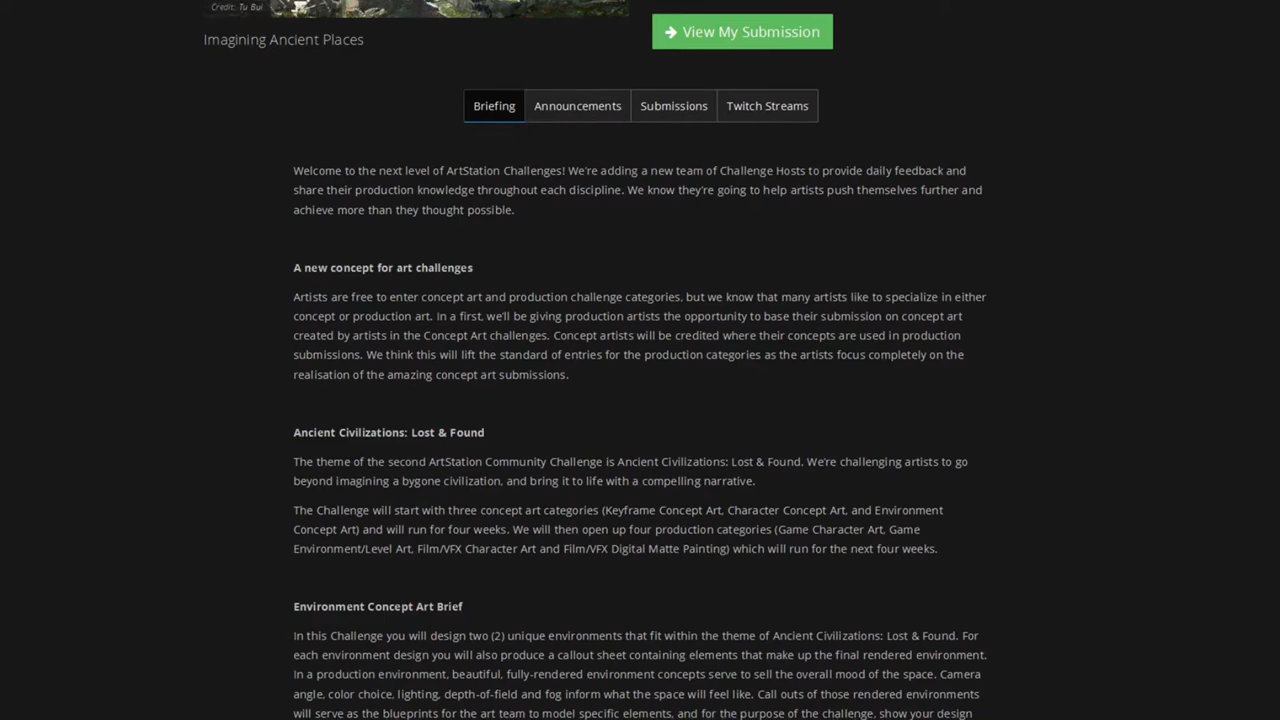 Credit: Tu Bui
Imagining Ancient Places
View My Submission
Briefing
Announcements
Submissions
Twitch Streams
Welcome to the next level of ArtStation Challenges! We're adding a new team of Challenge Hosts to provide daily feedback and
share their production knowledge throughout each discipline. We know they're going to help artists push themselves further and
achieve more than they thought possible.
A new concept for art challenges
Artists are free to enter concept art and production challenge categories, but we know that many artists like to specialize in either
concept or production art. In a first, we'll be giving production artists the opportunity to base their submission on concept art
created by artists in the Concept Art challenges. Concept artists will be credited where their concepts are used in production
submissions. We think this will lift the standard of entries for the production categories as the artists focus completely on the
realisation of the amazing concept art submissions.
Ancient Civilizations: Lost & Found
The theme of the second ArtStation Community Challenge is Ancient Civilizations: Lost & Found. We're challenging artists to go
beyond imagining a bygone civilization, and bring it to life with a compelling narrative.
The Challenge will start with three concept art categories (Keyframe Concept Art, Character Concept Art, and Environment
Concept Art) and will run for four weeks. We will then open up four production categories (Game Character Art, Game
Environment/Level Art, Film/VFX Character Art and Film/VFX Digital Matte Painting) which will run for the next four weeks.
Environment Concept Art Brief
In this Challenge you will design two (2) unique environments that fit within the theme of Ancient Civilizations: Lost & Found. For
each environment design you will also produce a callout sheet containing elements that make up the final rendered environment.
In a production environment, beautiful, fully-rendered environment concepts serve to sell the overall mood of the space. Camera
angle, color choice, lighting, depth-of-field and fog inform what the space will feel like. Call outs of those rendered environments
will serve as the blueprints for the art team to model specific elements, and for the purpose of the challenge, show your design